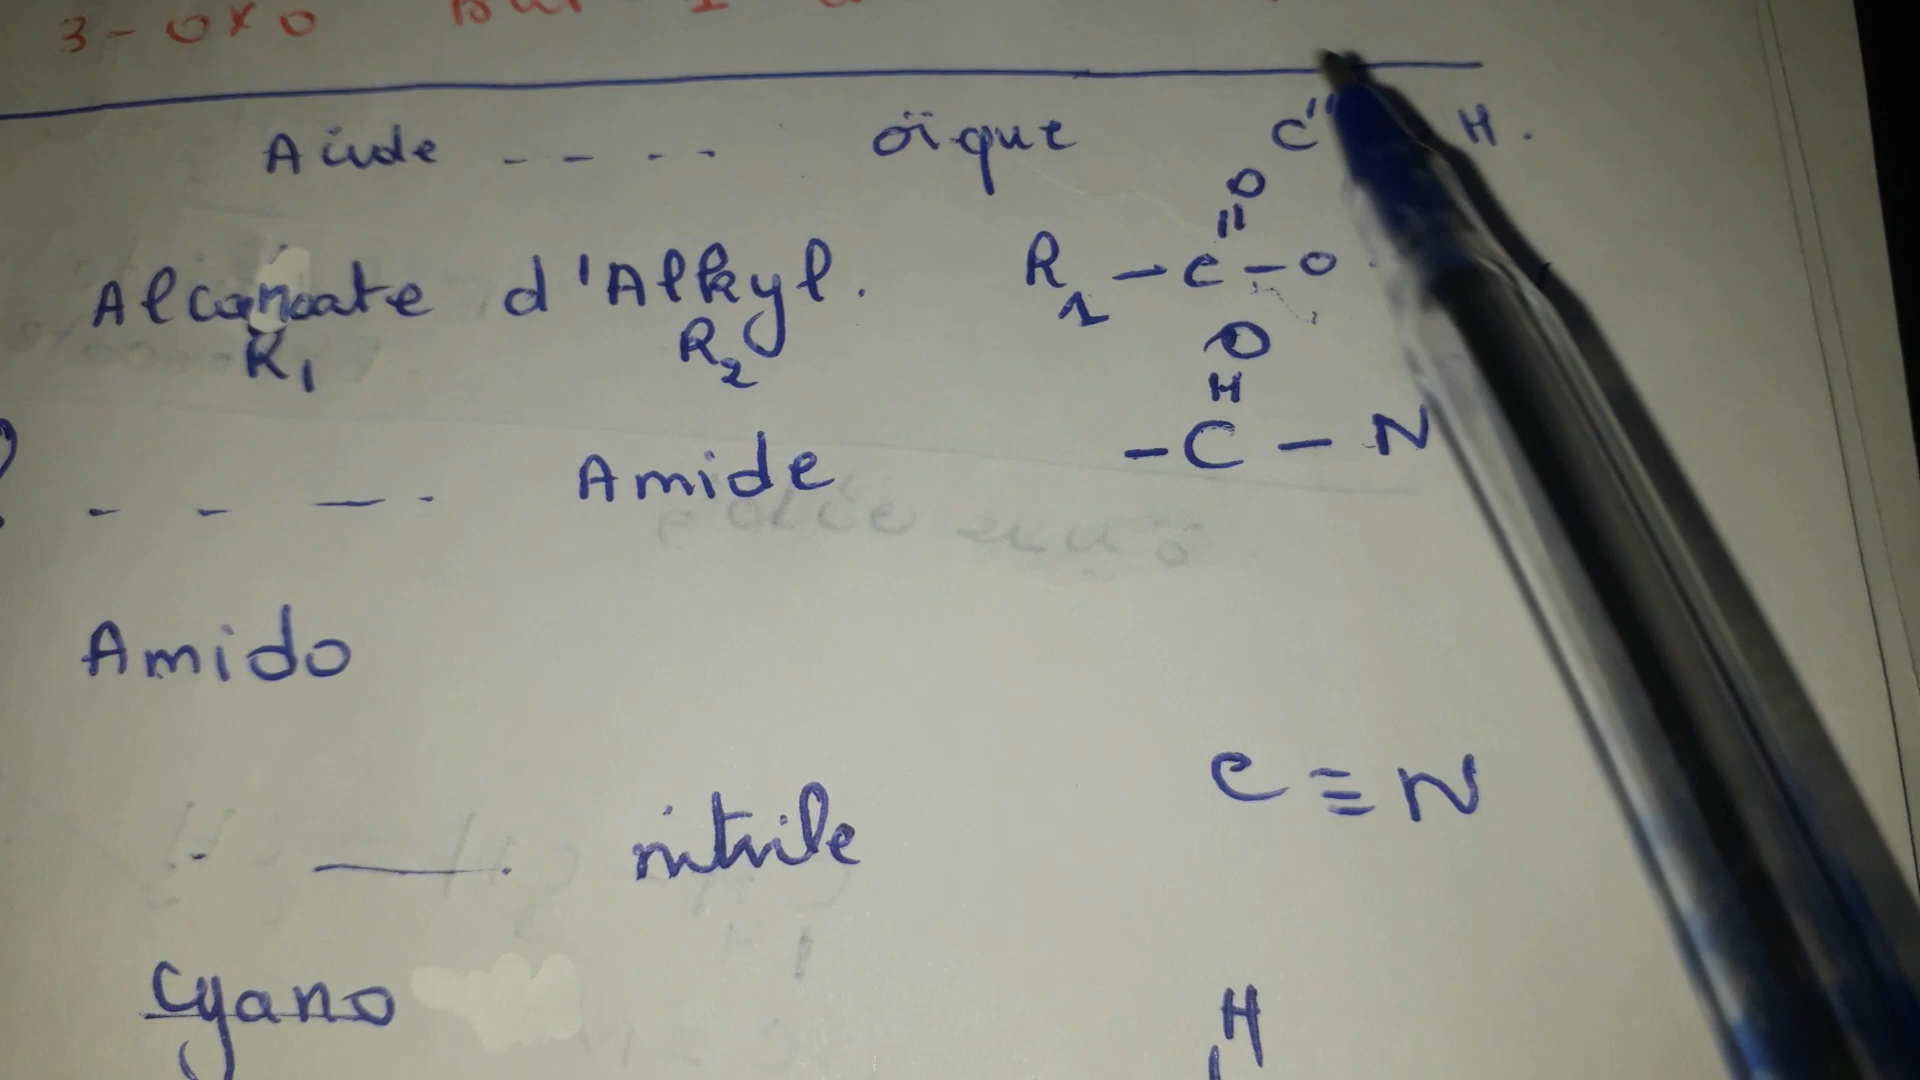 3 - oxo
Acide - - - - oïque C H.
O
Alcanoate d'Alkyl. R1 - C - O
R1 R2
O
- - - - Amide - C - N
Amido
- — . nitrile C ≡ N
Cyano
H